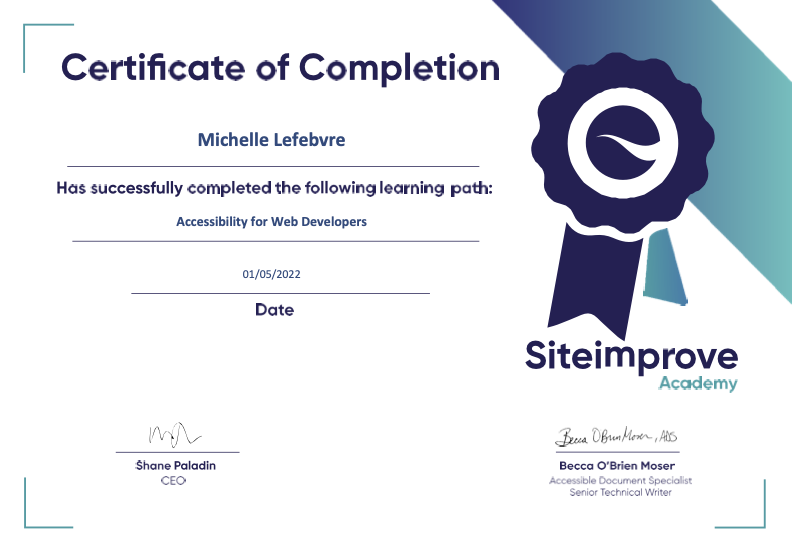 Certificate of Completion
Michelle Lefebvre
Has successfully completed the following learning path:
Accessibility for Web Developers
01/05/2022
Date
Siteimprove
Academy
Shane Paladin
CEO
Becca O'Brien Moser, ADS
Becca O'Brien Moser
Accessible Document Specialist
Senior Technical Writer